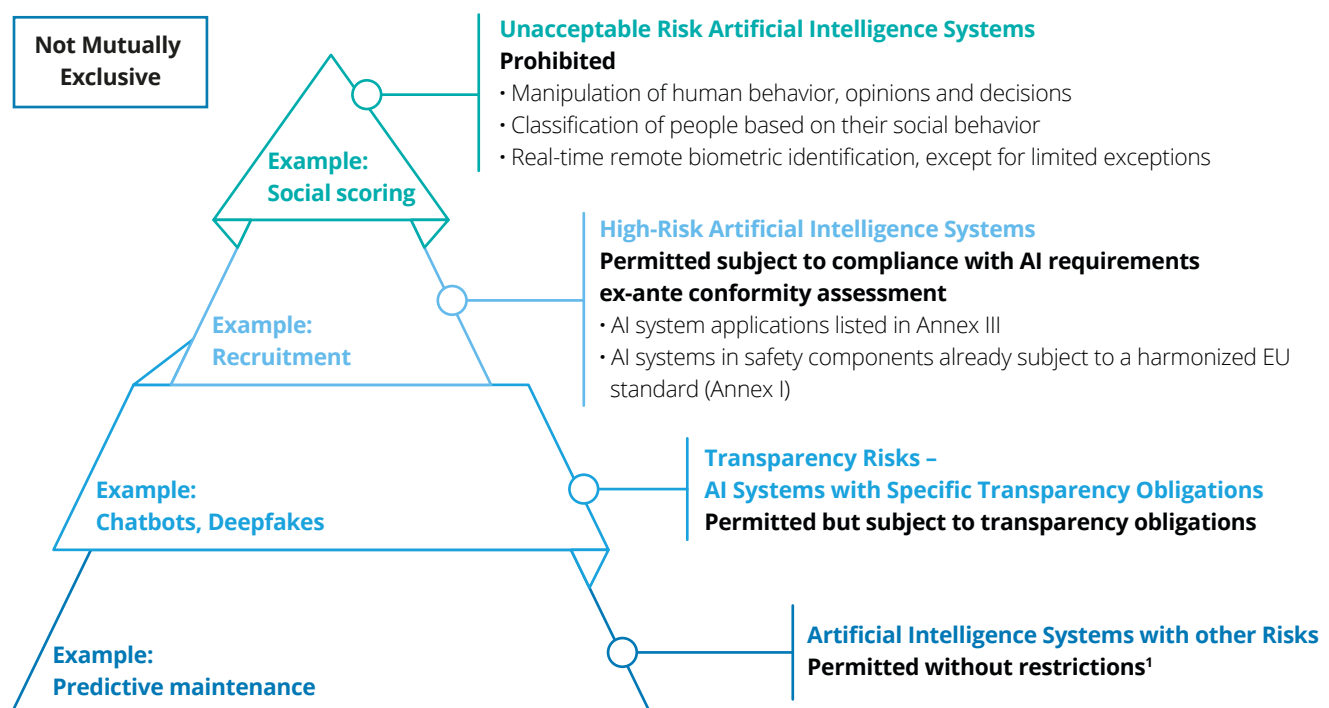 Not Mutually
Exclusive
Unacceptable Risk Artificial Intelligence Systems
Prohibited
• Manipulation of human behavior, opinions and decisions
• Classification of people based on their social behavior
• Real-time remote biometric identification, except for limited exceptions
Example:
Social scoring
High-Risk Artificial Intelligence Systems
Permitted subject to compliance with AI requirements
ex-ante conformity assessment
• AI system applications listed in Annex III
• AI systems in safety components already subject to a harmonized EU
standard (Annex I)
Example:
Recruitment
Transparency Risks –
AI Systems with Specific Transparency Obligations
Permitted but subject to transparency obligations
Example:
Chatbots, Deepfakes
Artificial Intelligence Systems with other Risks
Permitted without restrictions¹
Example:
Predictive maintenance